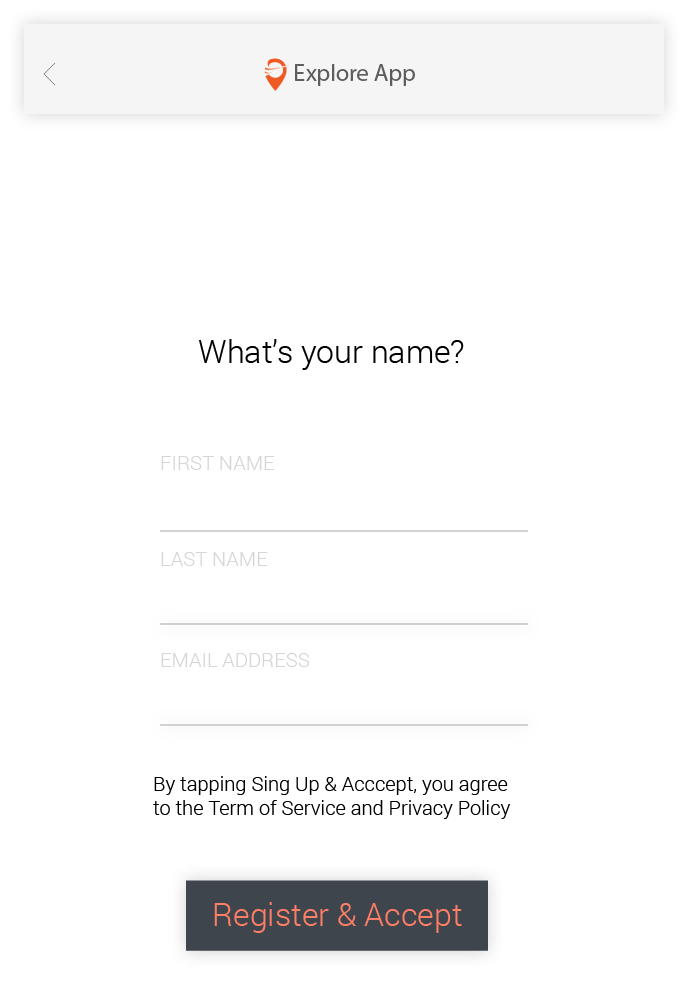 Explore App
What's your name?
FIRST NAME
LAST NAME
EMAIL ADDRESS
By tapping Sing Up & Acccept, you agree
to the Term of Service and Privacy Policy
Register & Accept